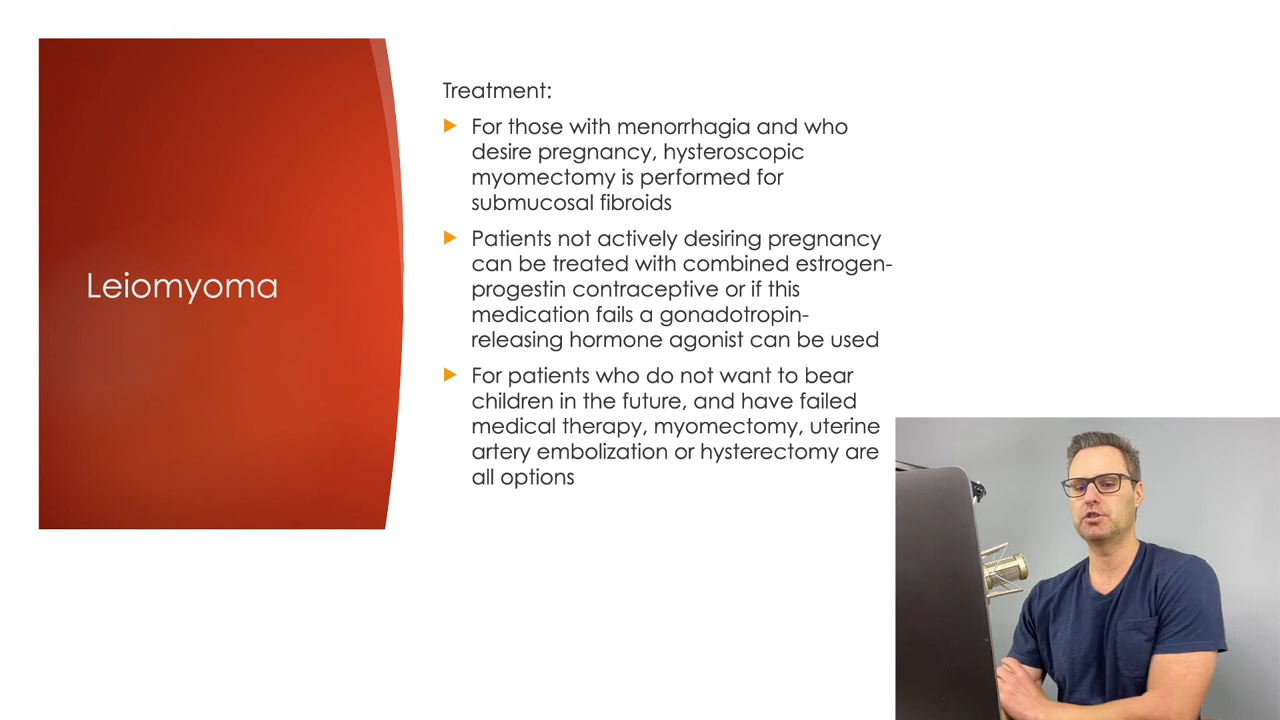 Leiomyoma
Treatment:
For those with menorrhagia and who
desire pregnancy, hysteroscopic
myomectomy is performed for
submucosal fibroids
Patients not actively desiring pregnancy
can be treated with combined estrogen-
progestin contraceptive or if this
medication fails a gonadotropin-
releasing hormone agonist can be used
For patients who do not want to bear
children in the future, and have failed
medical therapy, myomectomy, uterine
artery embolization or hysterectomy are
all options